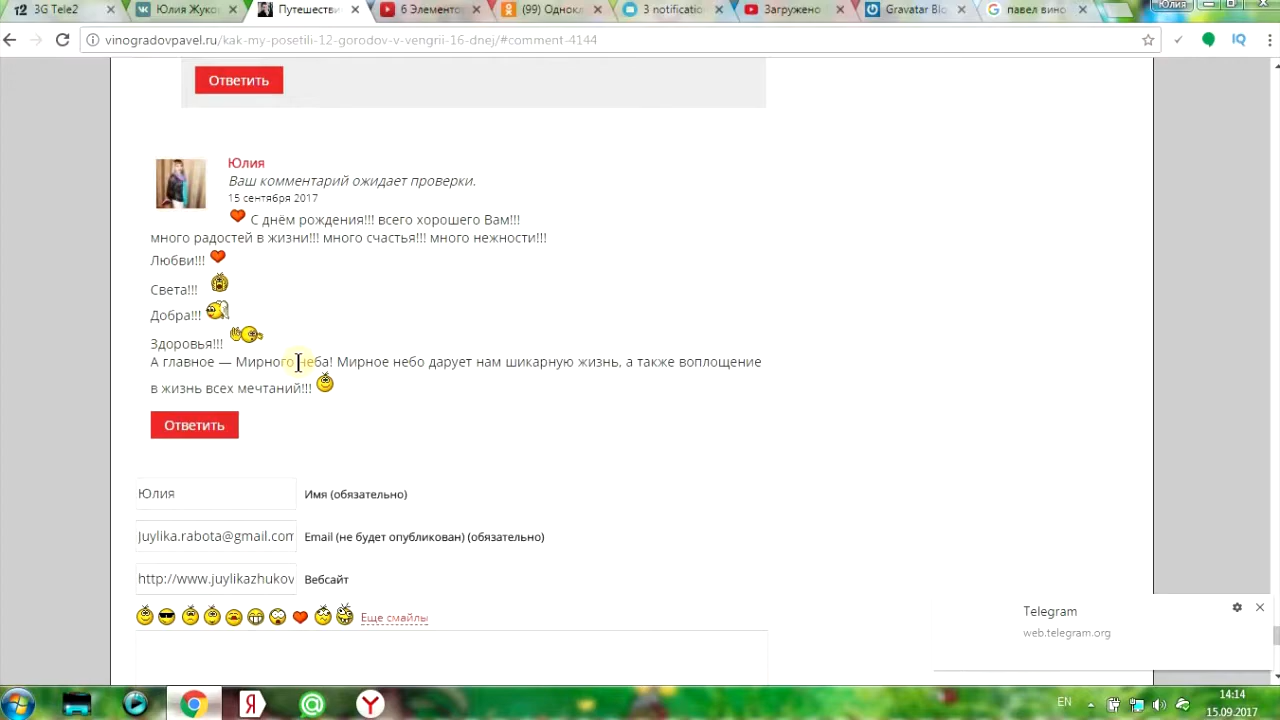 3G Tele2
Юлия Жуков
Путешестви
6 Элементо
(99) Однокл
3 notificatio
Загружено
Gravatar Blo
павел вино
Юлия
vinogradovpavel.ru/kak-my-posetili-12-gorodov-v-vengrii-16-dnej/#comment-4144
IQ
Ответить
Юлия
Ваш комментарий ожидает проверки.
15 сентября 2017
С днём рождения!!! всего хорошего Вам!!!
много радостей в жизни!!! много счастья!!! много нежности!!!
Любви!!!
Света!!!
Добра!!!
Здоровья!!!
А главное — Мирного неба! Мирное небо дарует нам шикарную жизнь, а также воплощение
в жизнь всех мечтаний!!!
Ответить
Юлия
Имя (обязательно)
juylika.rabota@gmail.com
Email (не будет опубликован) (обязательно)
http://www.juylikazhukov
Вебсайт
Еще смайлы
Telegram
web.telegram.org
EN
14:14
15.09.2017